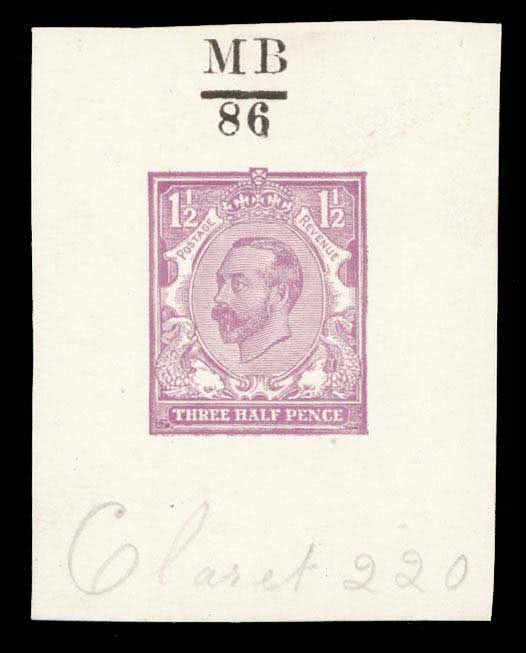 MB
86
1½ 1½
POSTAGE REVENUE
THREE HALF PENCE
Claret 220